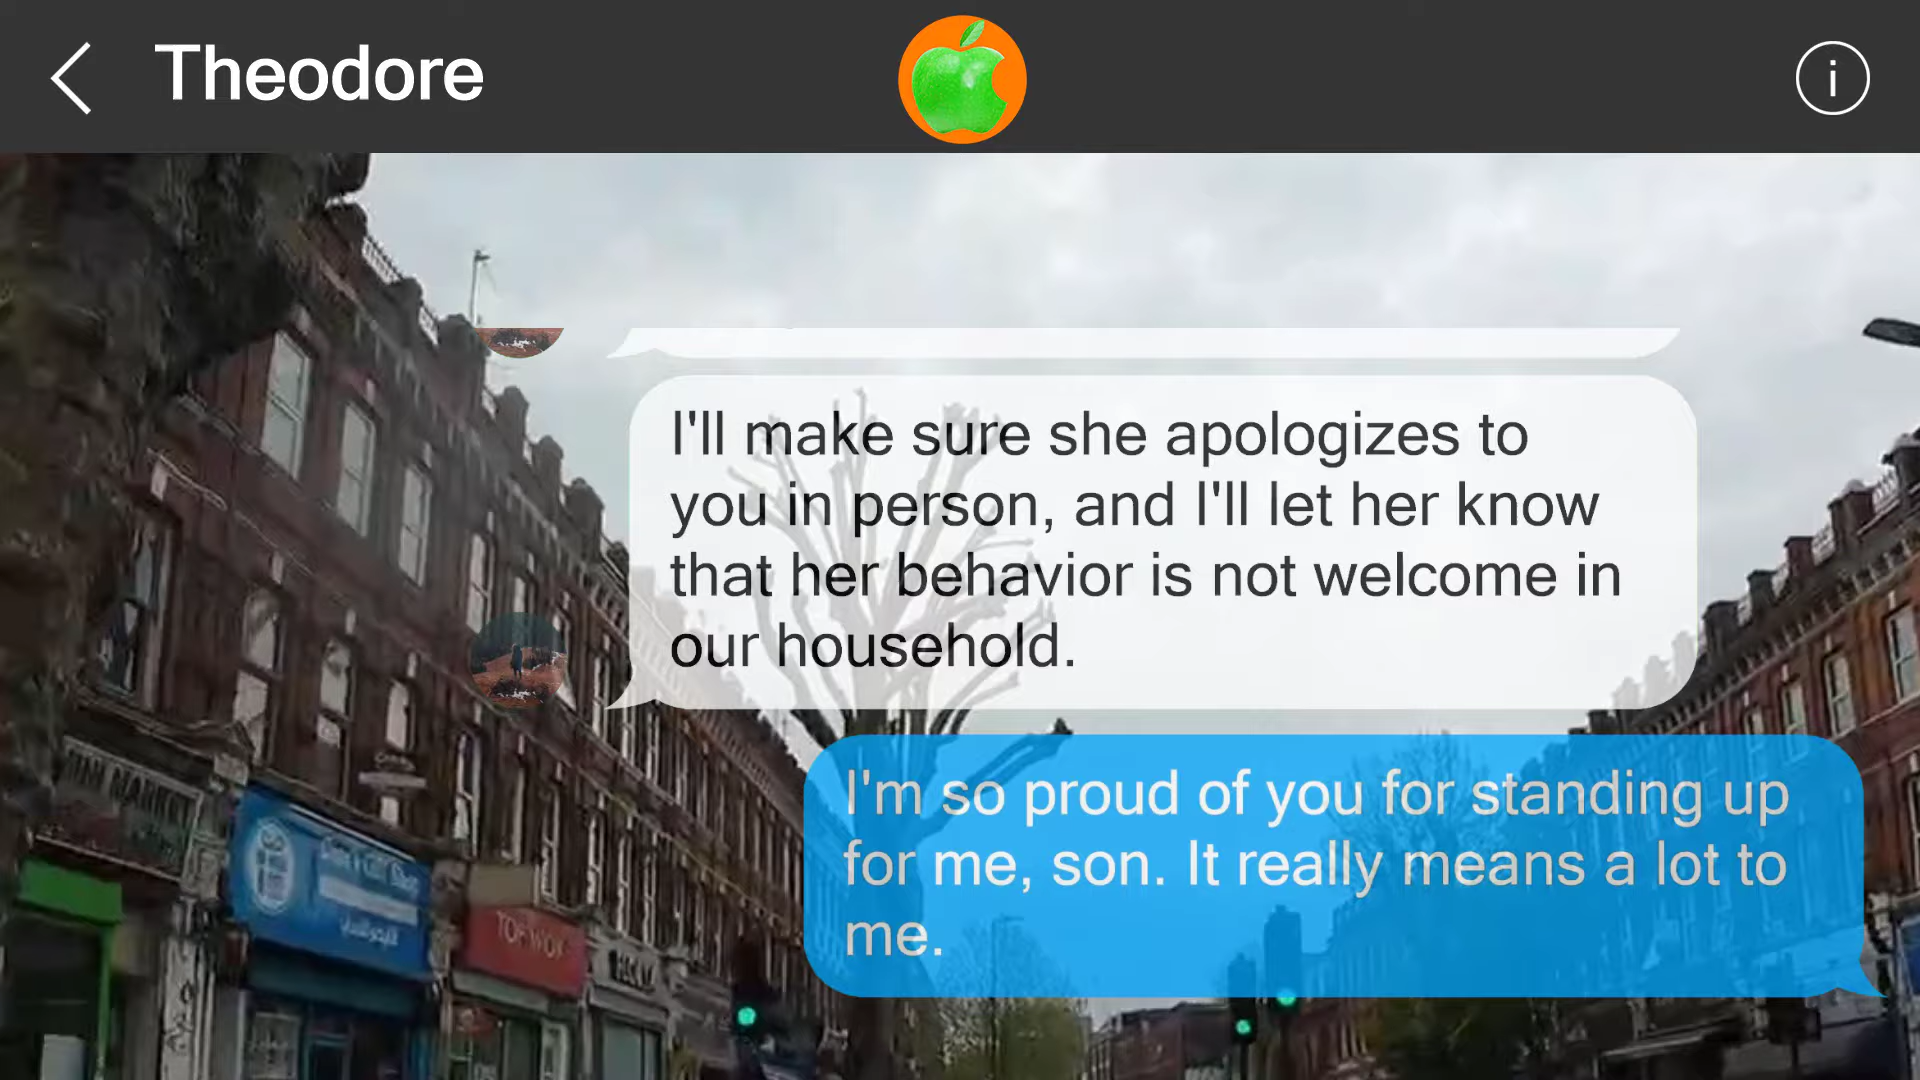 Theodore
i
I'll make sure she apologizes to
you in person, and I'll let her know
that her behavior is not welcome in
our household.
I'm so proud of you for standing up
for me, son. It really means a lot to
me.
TOP WOK